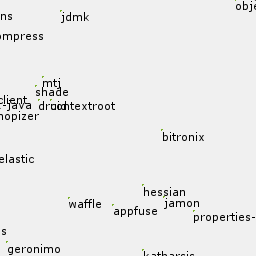 obje
jdmk
ns
ompress
mtj
shade
client
-java
druid
contextroot
hopizer
bitronix
elastic
hessian
jamon
waffle
appfuse
properties-
s
geronimo
katharsis